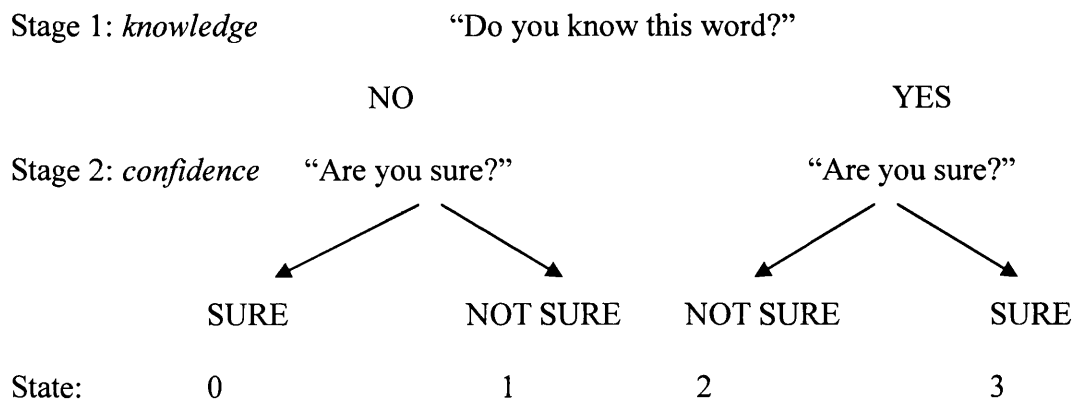 Stage 1: knowledge “Do you know this word?”
NO YES
Stage 2: confidence “Are you sure?” “Are you sure?”
SURE NOT SURE NOT SURE SURE
State: 0 1 2 3